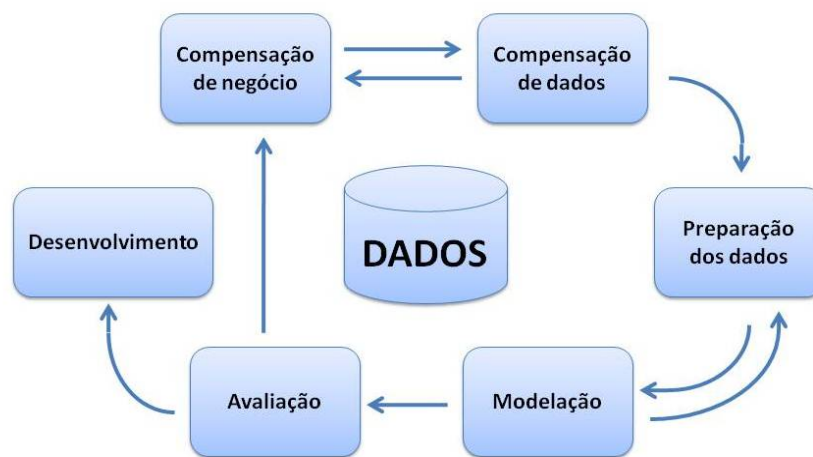 Compensação
de negócio
Compensação
de dados
Desenvolvimento
DADOS
Preparação
dos dados
Avaliação
Modelação